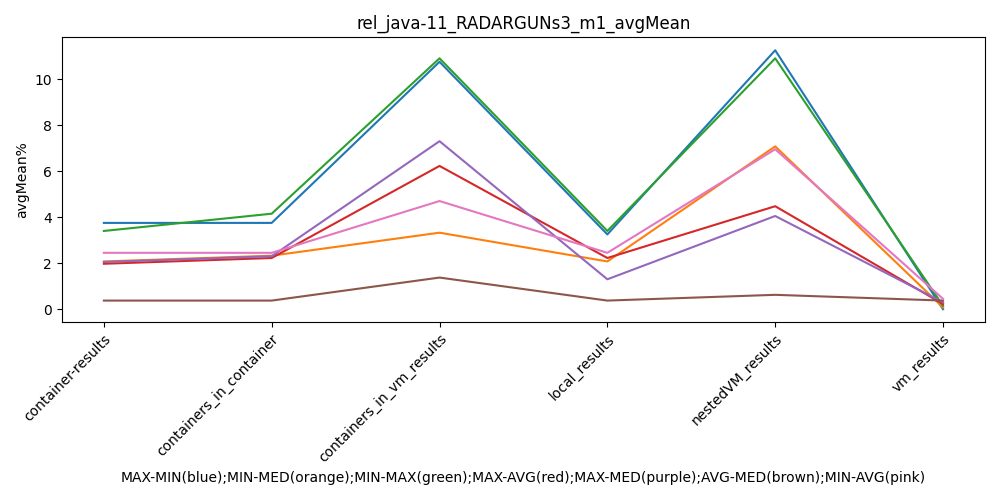 rel_java-11_RADARGUNs3_m1_avgMean
avgMean%
10
8
6
4
2
0
container-results
containers_in_container
containers_in_vm_results
local_results
nestedVM_results
vm_results
MAX-MIN(blue);MIN-MED(orange);MIN-MAX(green);MAX-AVG(red);MAX-MED(purple);AVG-MED(brown);MIN-AVG(pink)